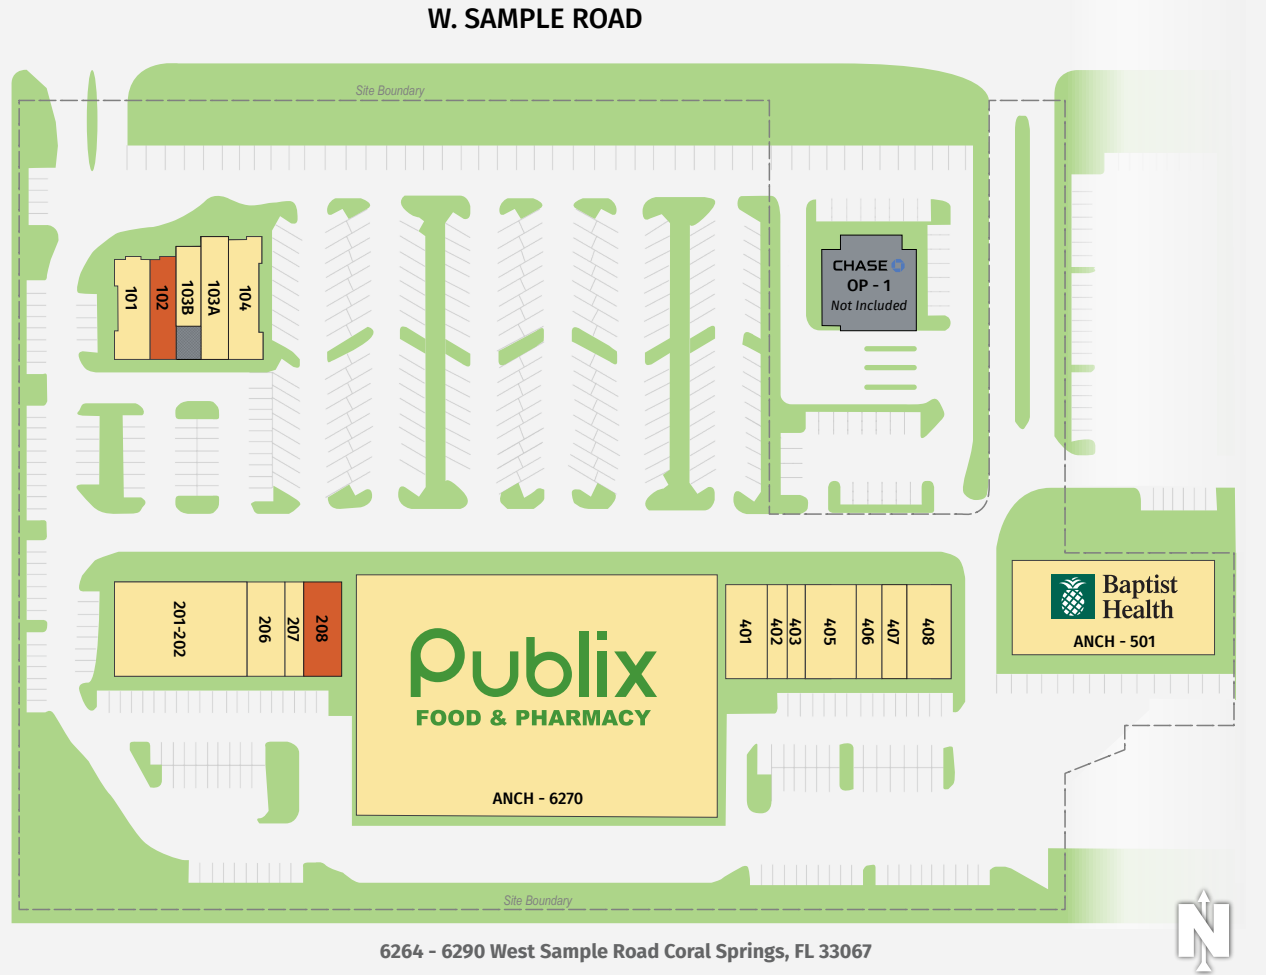 W. SAMPLE ROAD
Site Boundary
101
102
103B
103A
104
CHASE
OP - 1
Not Included
201-202
206
207
208
Publix
FOOD & PHARMACY
ANCH - 6270
401
402
403
405
406
407
408
Baptist
Health
ANCH - 501
Site Boundary
N
6264 - 6290 West Sample Road Coral Springs, FL 33067